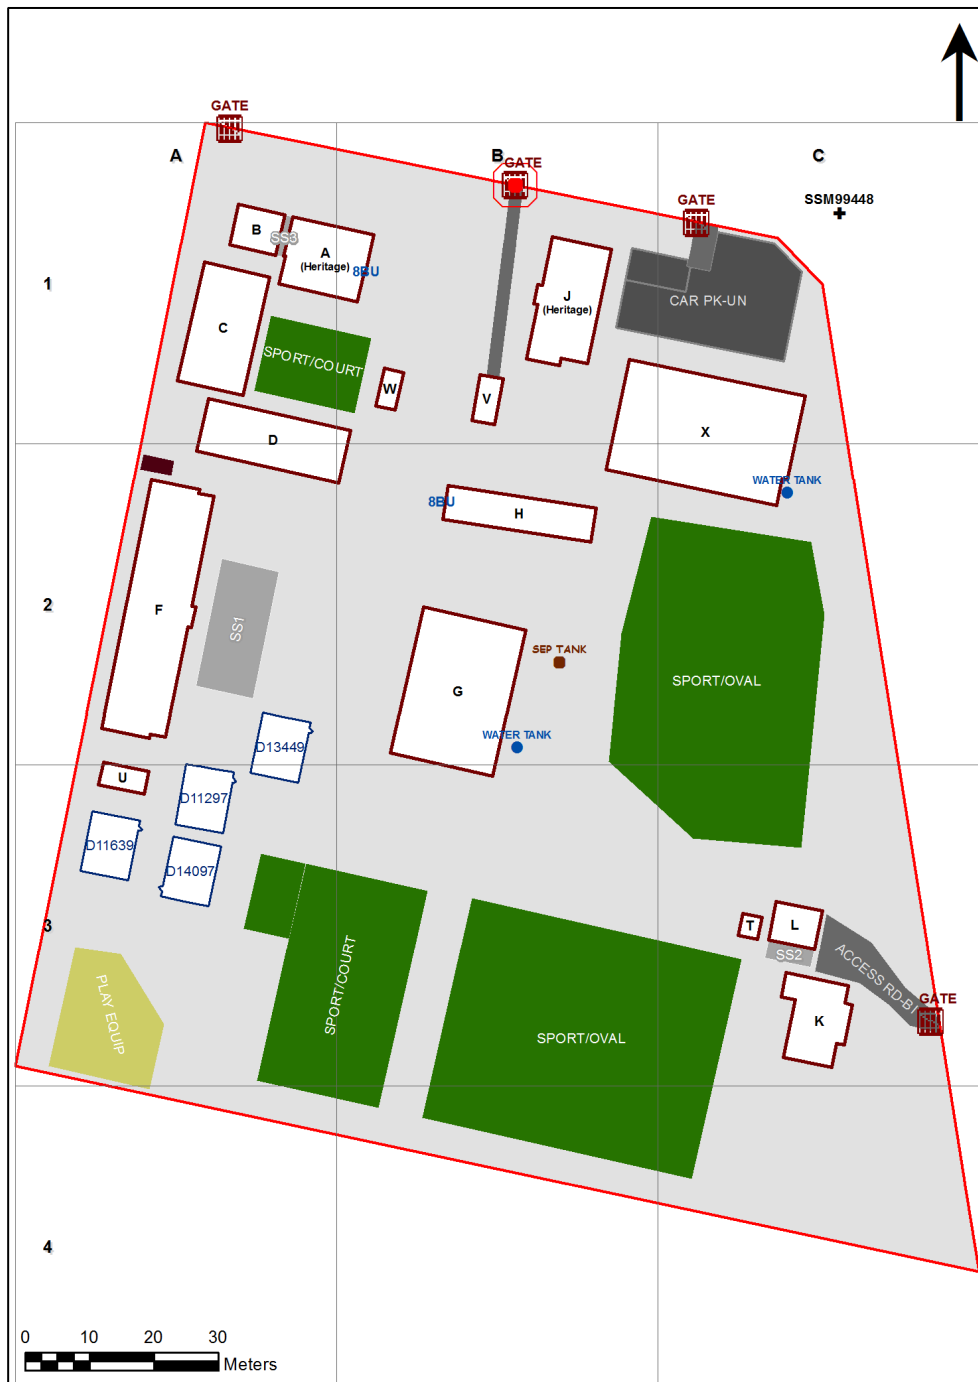 GATE
A
B
GATE
C
GATE
SSM99448
B
SS3
A
(Heritage)
8BU
1
J
(Heritage)
CAR PK-UN
C
SPORT/COURT
W
V
D
X
WATER TANK
8BU
H
2
F
SS1
SEP TANK
SPORT/OVAL
G
WATER TANK
D13449
U
D11297
D11639
D14097
3
T
L
SS2
ACCESS RD-B1
GATE
PLAY EQUIP
SPORT/COURT
SPORT/OVAL
K
4
0 10 20 30
Meters